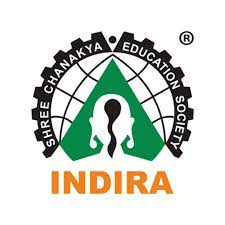 SHREE CHANAKYA EDUCATION SOCIETY
®
INDIRA